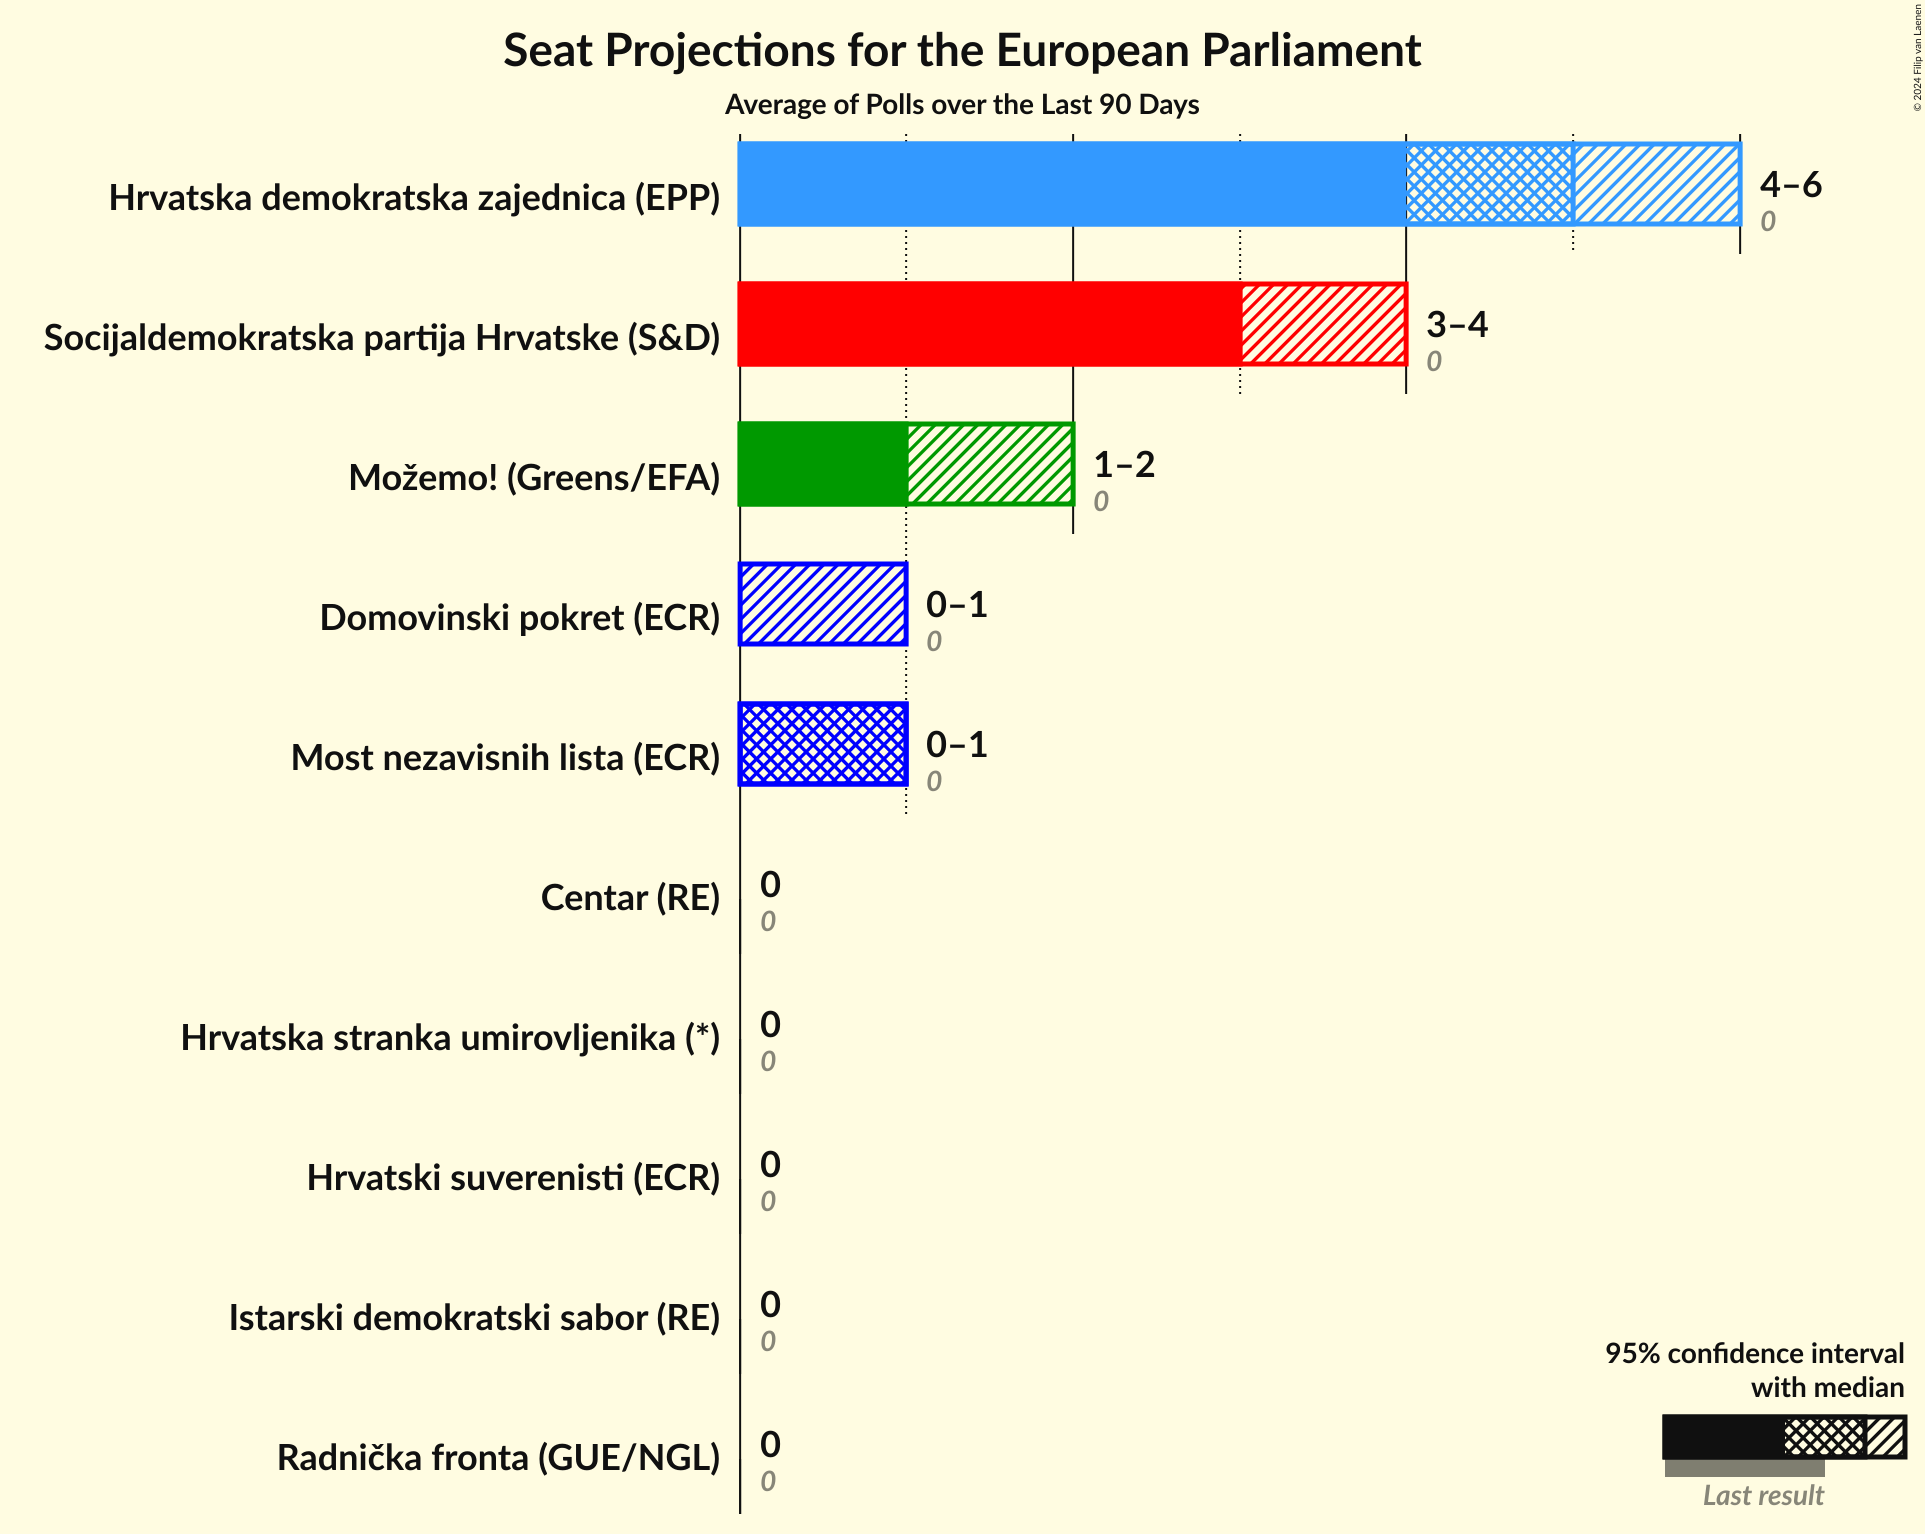 Seat Projections for the European Parliament
Average of Polls over the Last 90 Days
© 2024 Filip van Laenen
Hrvatska demokratska zajednica (EPP)
4–6
0
Socijaldemokratska partija Hrvatske (S&D)
3–4
0
Možemo! (Greens/EFA)
1–2
0
Domovinski pokret (ECR)
0–1
0
Most nezavisnih lista (ECR)
0–1
0
Centar (RE)
0
0
Hrvatska stranka umirovljenika (*)
0
0
Hrvatski suverenisti (ECR)
0
0
Istarski demokratski sabor (RE)
0
0
Radnička fronta (GUE/NGL)
0
0
95% confidence interval
with median
Last result